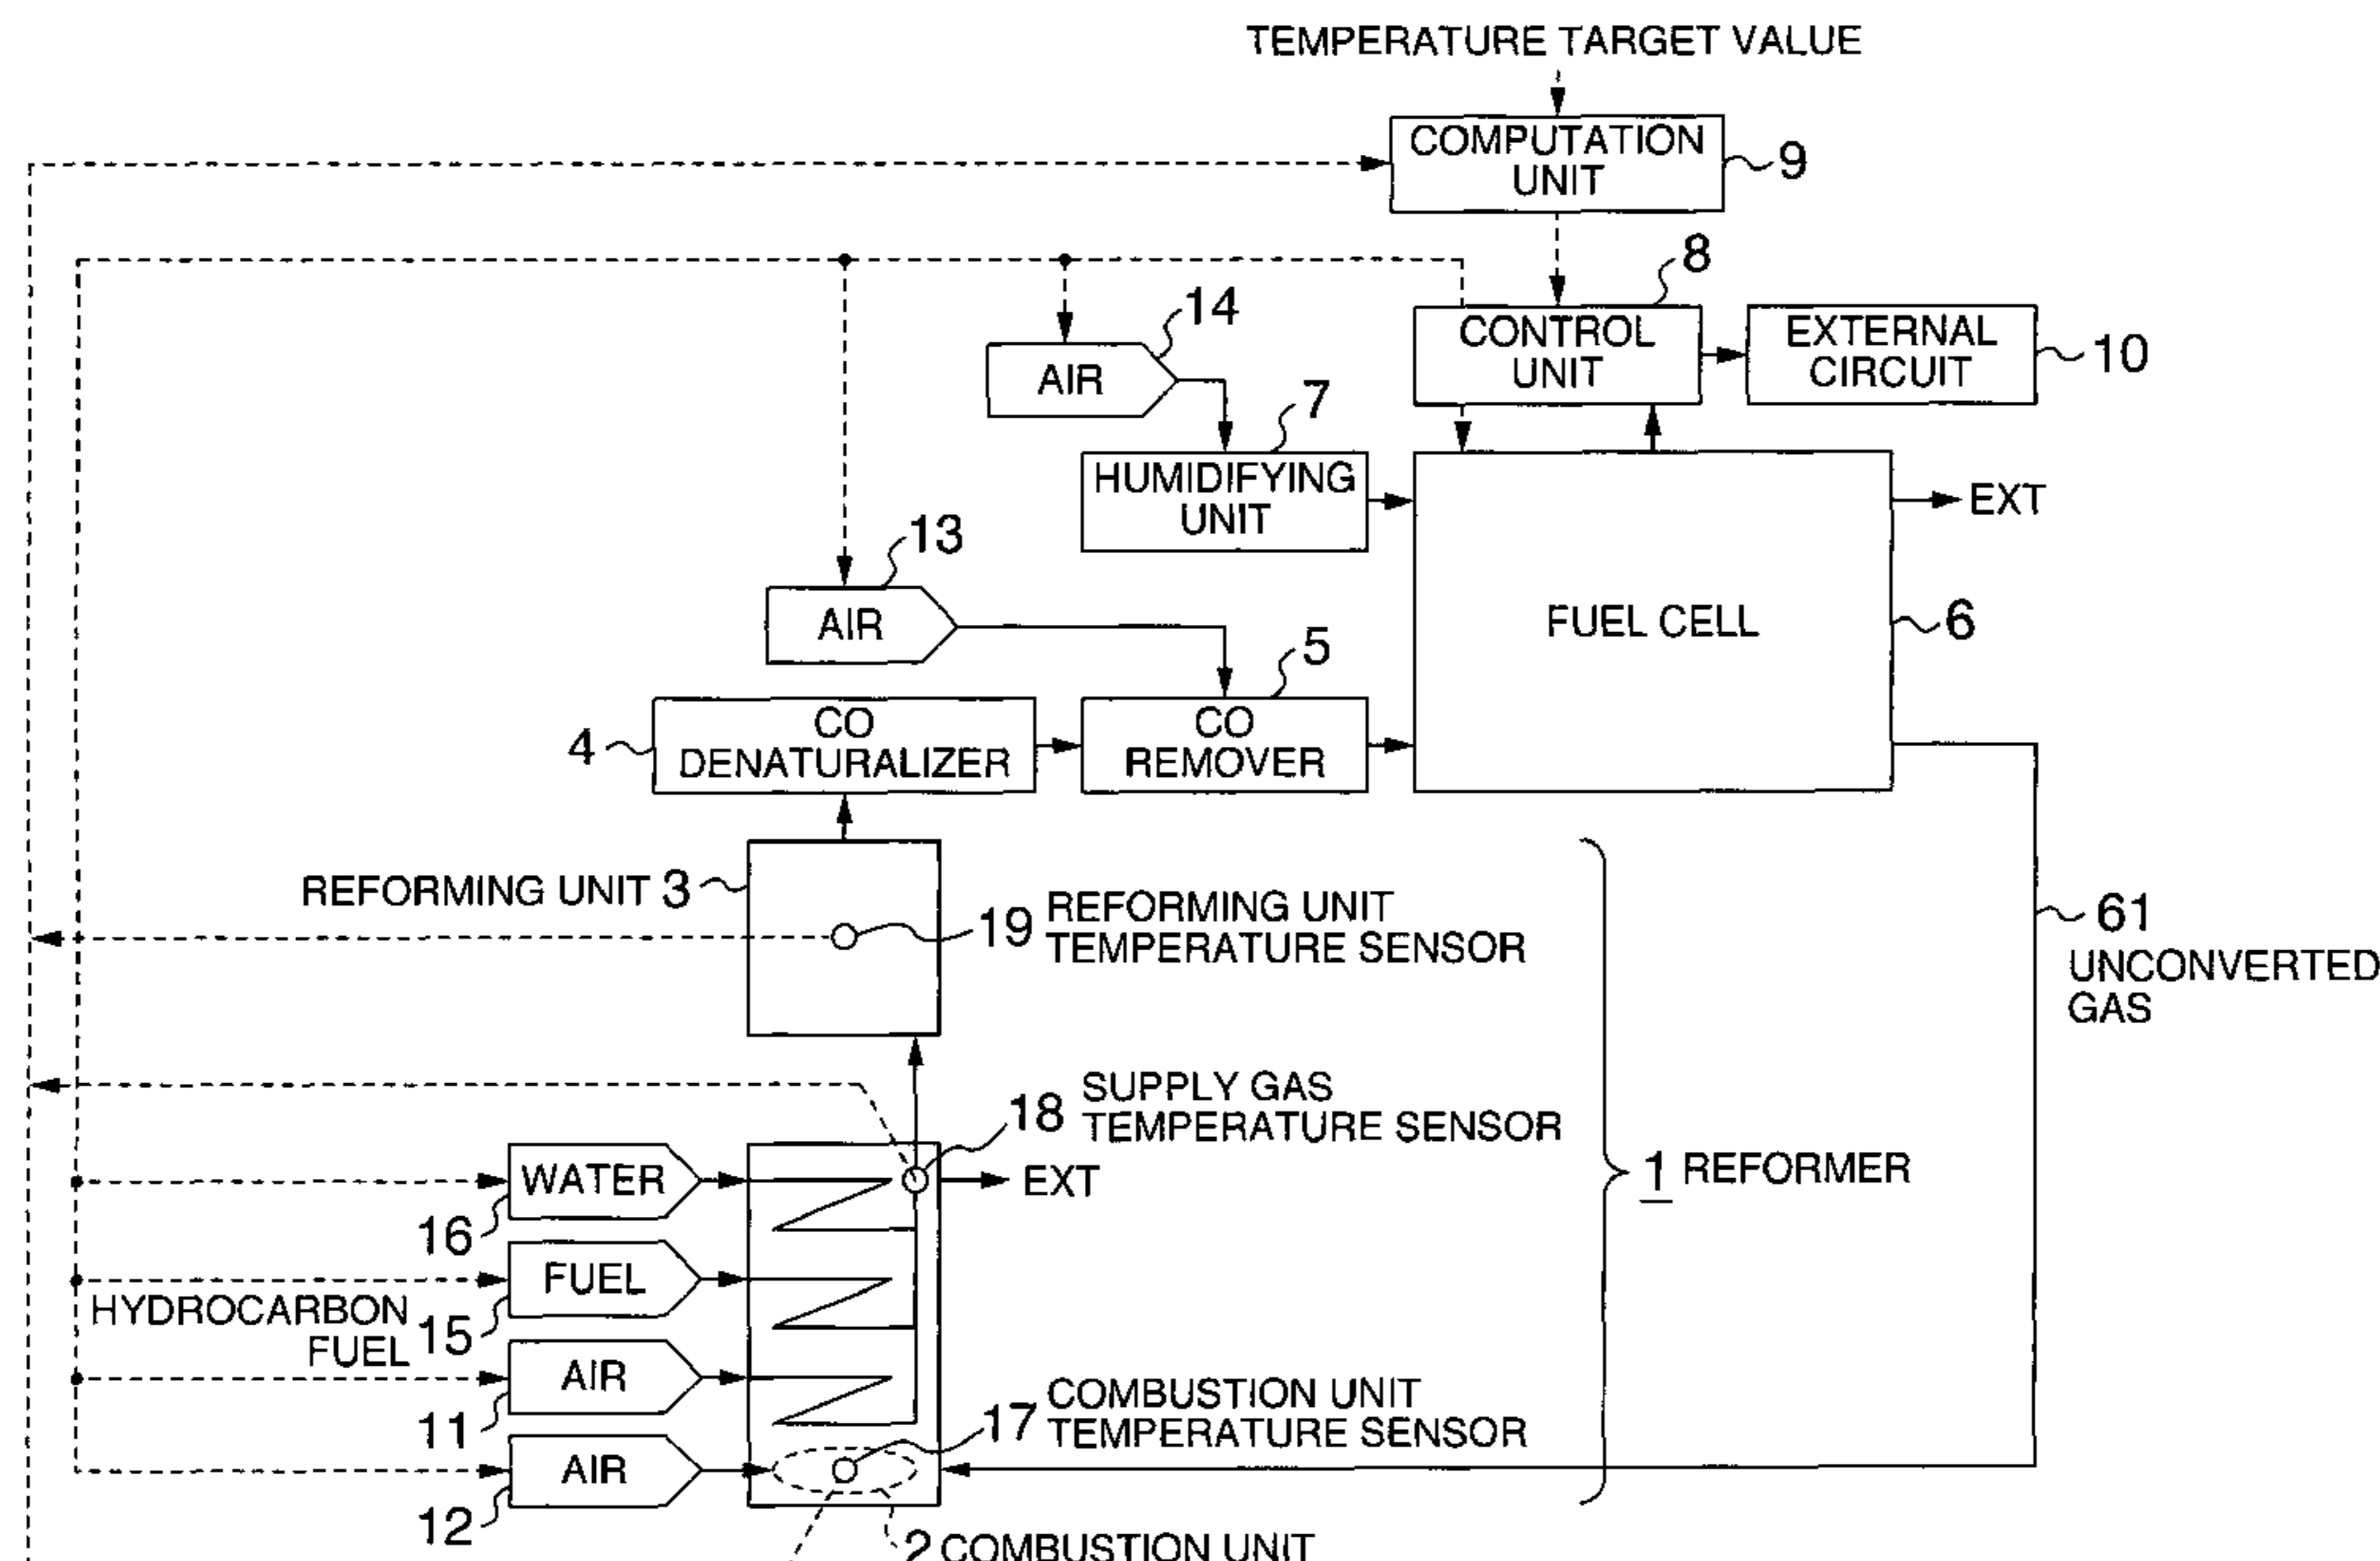 TEMPERATURE TARGET VALUE
COMPUTATION
UNIT
9
8
14
CONTROL
UNIT
EXTERNAL
CIRCUIT
10
AIR
7
HUMIDIFYING
UNIT
EXT
13
AIR
FUEL CELL
6
5
CO
DENATURALIZER
4
CO
REMOVER
REFORMING UNIT 3
19 REFORMING UNIT
TEMPERATURE SENSOR
61
UNCONVERTED
GAS
18 SUPPLY GAS
TEMPERATURE SENSOR
1 REFORMER
WATER
EXT
16
FUEL
HYDROCARBON
FUEL
15
AIR
11
17 COMBUSTION UNIT
TEMPERATURE SENSOR
AIR
12
2 COMBUSTION UNIT